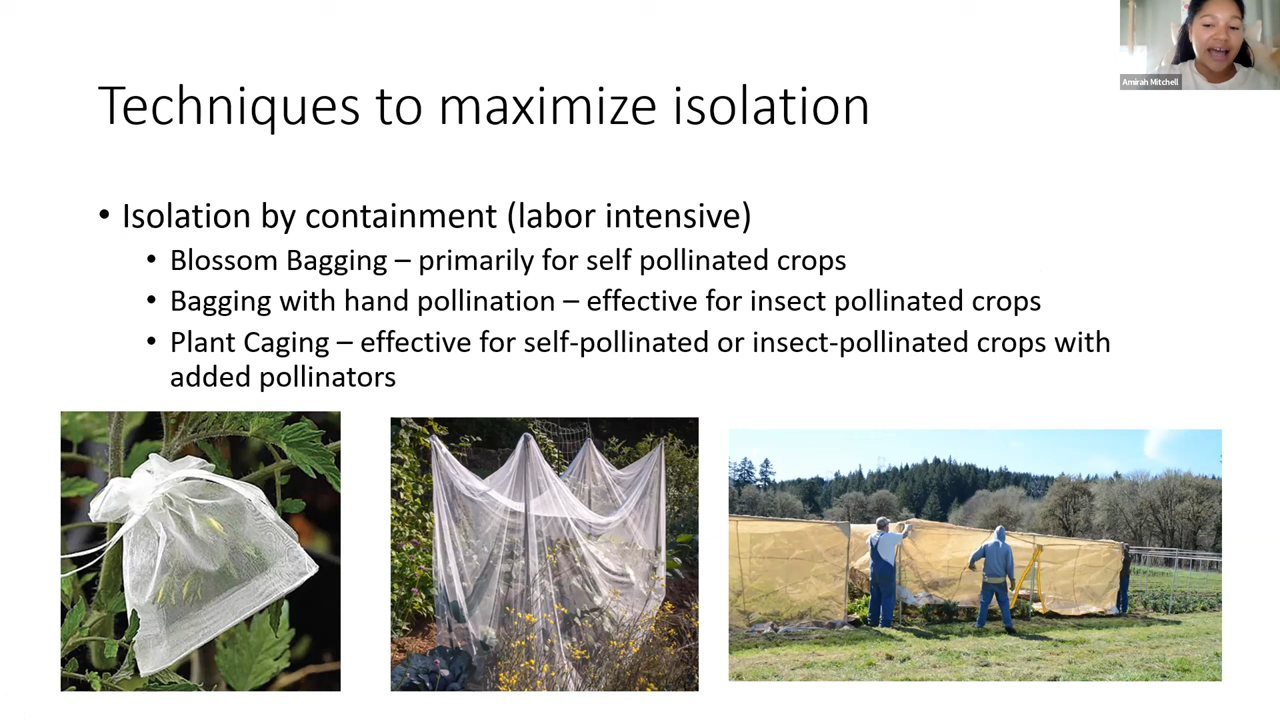 Amirah Mitchell
Techniques to maximize isolation
• Isolation by containment (labor intensive)
• Blossom Bagging – primarily for self pollinated crops
• Bagging with hand pollination – effective for insect pollinated crops
• Plant Caging – effective for self-pollinated or insect-pollinated crops with
added pollinators